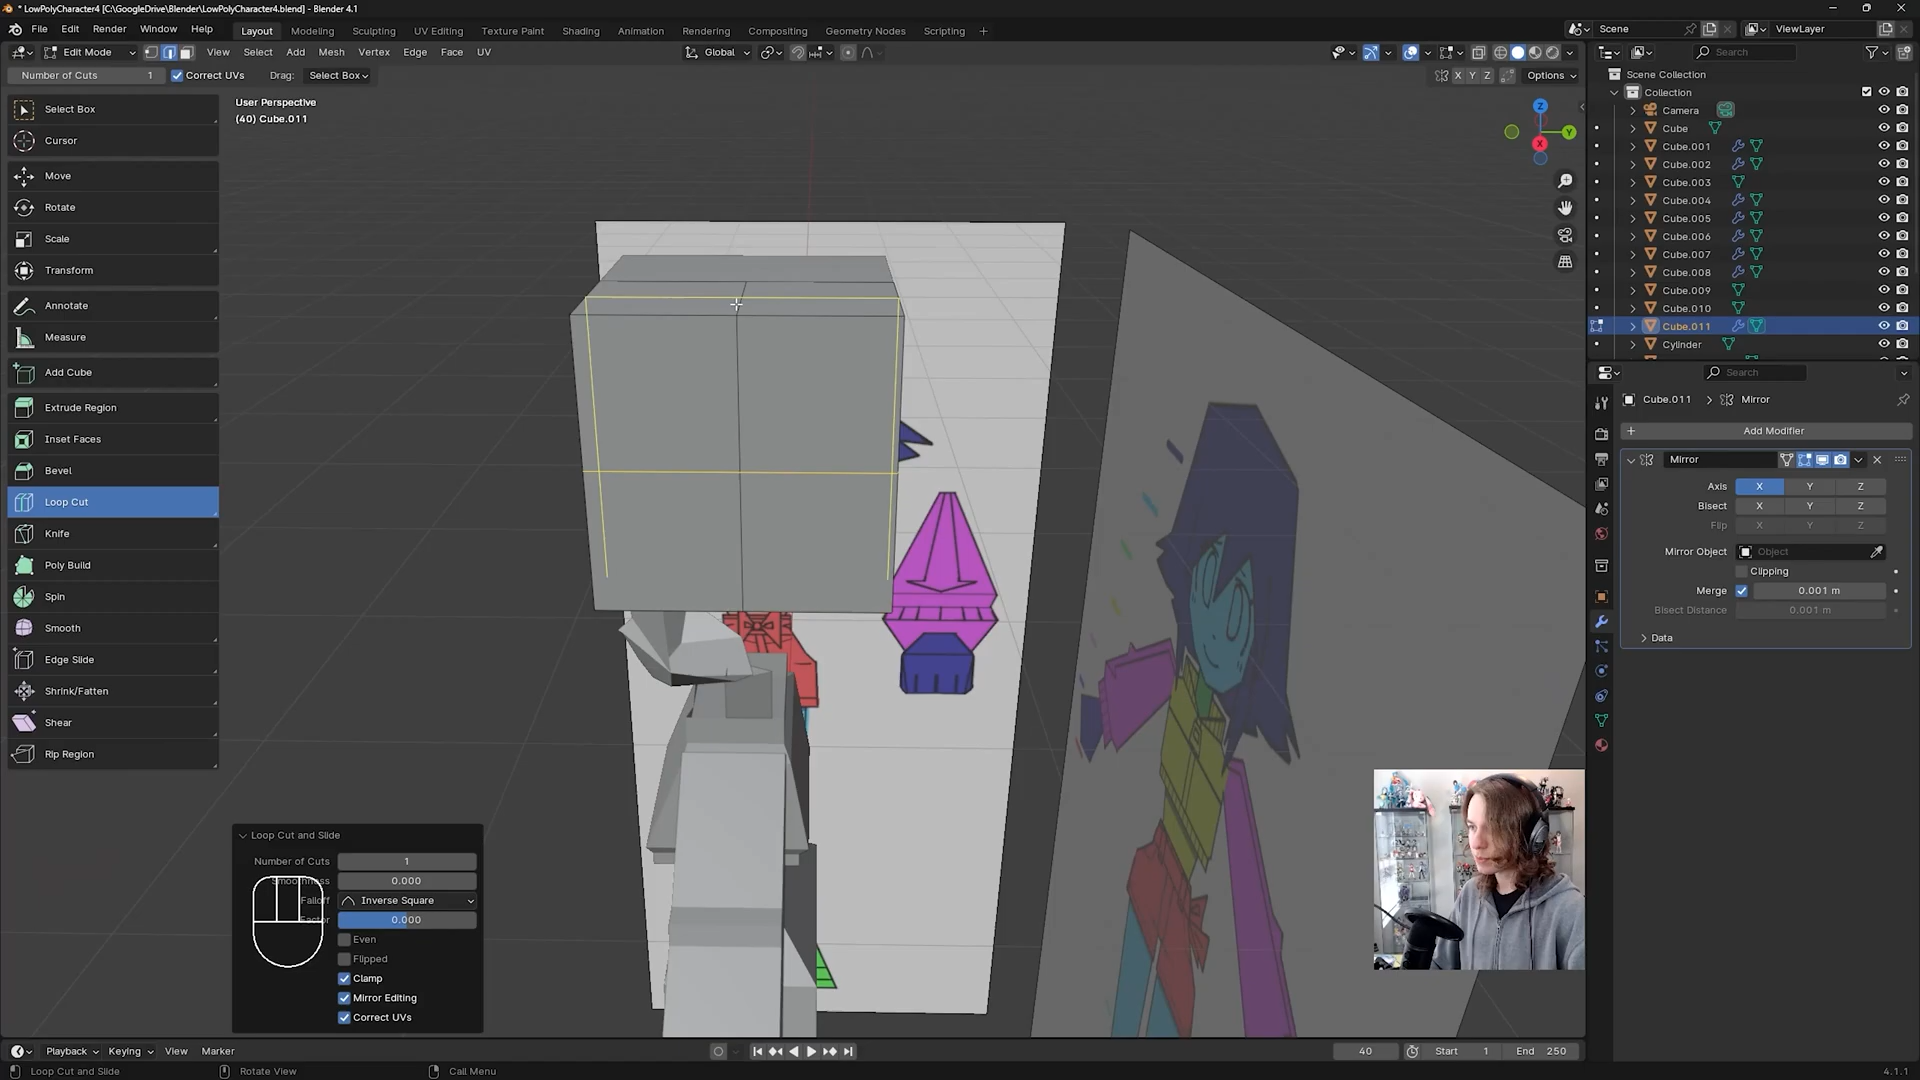 * LowPolyCharacter4 [C:\GoogleDrive\Blender\LowPolyCharacter4.blend] - Blender 4.1
File Edit Render Window Help
Layout Modeling Sculpting UV Editing Texture Paint Shading Animation Rendering Compositing Geometry Nodes Scripting
Scene ViewLayer
Edit Mode View Select Add Mesh Vertex Edge Face UV
Global
Search
Number of Cuts 1 Correct UVs Drag: Select Box
X Y Z Options
User Perspective
(40) Cube.011
Select Box
Cursor
Move
Rotate
Scale
Transform
Annotate
Measure
Add Cube
Extrude Region
Inset Faces
Bevel
Loop Cut
Knife
Poly Build
Spin
Smooth
Edge Slide
Shrink/Fatten
Shear
Rip Region
Z
Y
X
Scene Collection
Collection
Camera
Cube
Cube.001
Cube.002
Cube.003
Cube.004
Cube.005
Cube.006
Cube.007
Cube.008
Cube.009
Cube.010
Cube.011
Cylinder
Search
Cube.011 Mirror
Add Modifier
Mirror
Axis X Y Z
Bisect X Y Z
Flip X Y Z
Mirror Object Object
Clipping
Merge 0.001 m
Bisect Distance 0.001 m
Data
Loop Cut and Slide
Number of Cuts 1
Smoothness 0.000
Falloff Inverse Square
Factor 0.000
Even
Flipped
Clamp
Mirror Editing
Correct UVs
Playback Keying View Marker
40 Start 1 End 250
Loop Cut and Slide Rotate View Call Menu
4.1.1